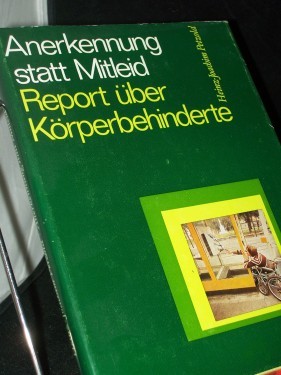 Anerkennung
statt Mitleid
Report über
Körperbehinderte
Heinz-Joachim Petzold